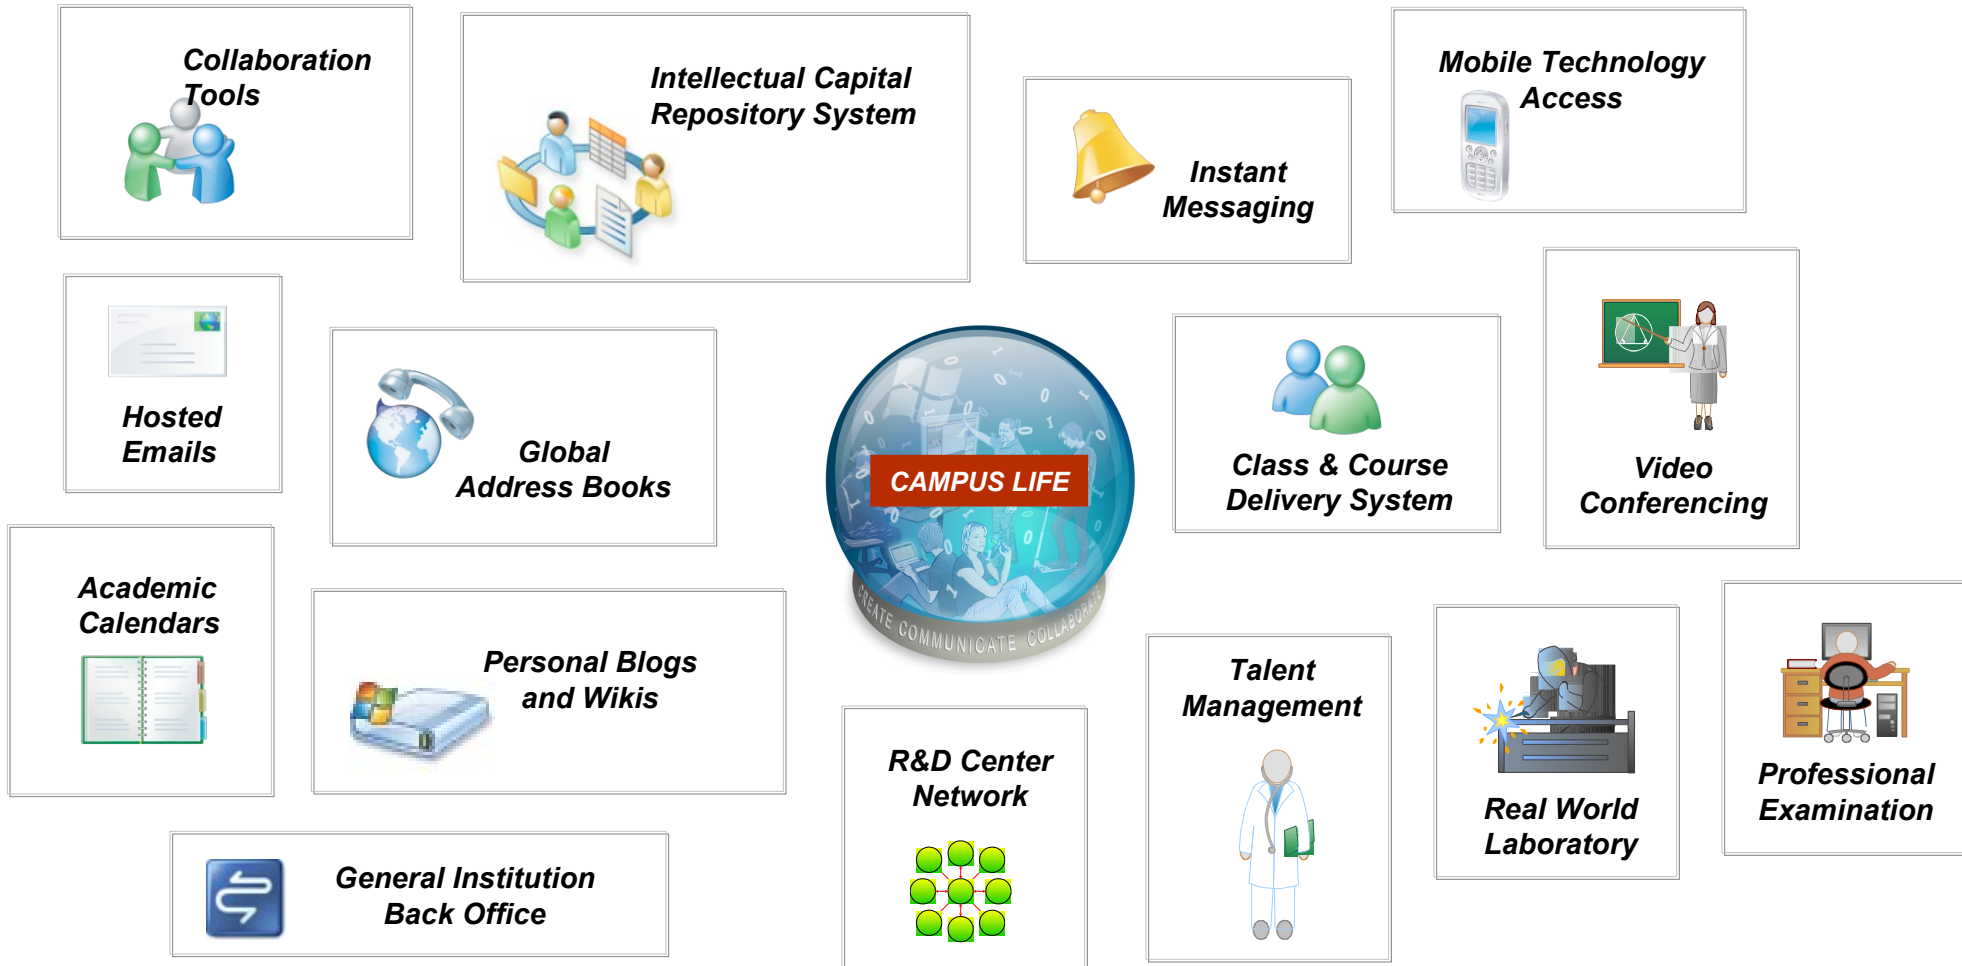 Collaboration
Tools
Intellectual Capital
Repository System
Instant
Messaging
Mobile Technology
Access
Hosted
Emails
Global
Address Books
CAMPUS LIFE
CREATE COMMUNICATE COLLABORATE
Class & Course
Delivery System
Video
Conferencing
Academic
Calendars
Personal Blogs
and Wikis
R&D Center
Network
Talent
Management
Real World
Laboratory
Professional
Examination
General Institution
Back Office